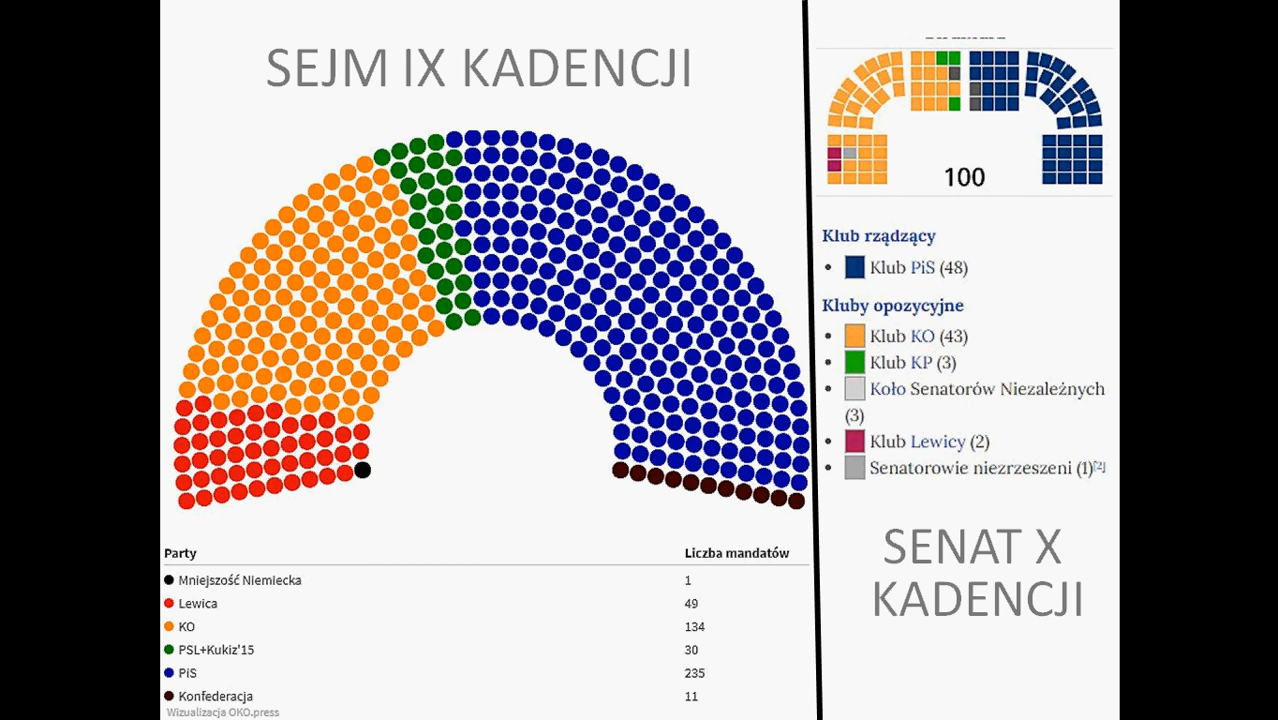 SEJM IX KADENCJI
Party Liczba mandatów
Mniejszość Niemiecka 1
Lewica 49
KO 134
PSL+Kukiz'15 30
PiS 235
Konfederacja 11
Wizualizacja OKO.press
100
Klub rządzący
Klub PiS (48)
Kluby opozycyjne
Klub KO (43)
Klub KP (3)
Koło Senatorów Niezależnych
(3)
Klub Lewicy (2)
Senatorowie niezrzeszeni (1)[2]
SENAT X
KADENCJI